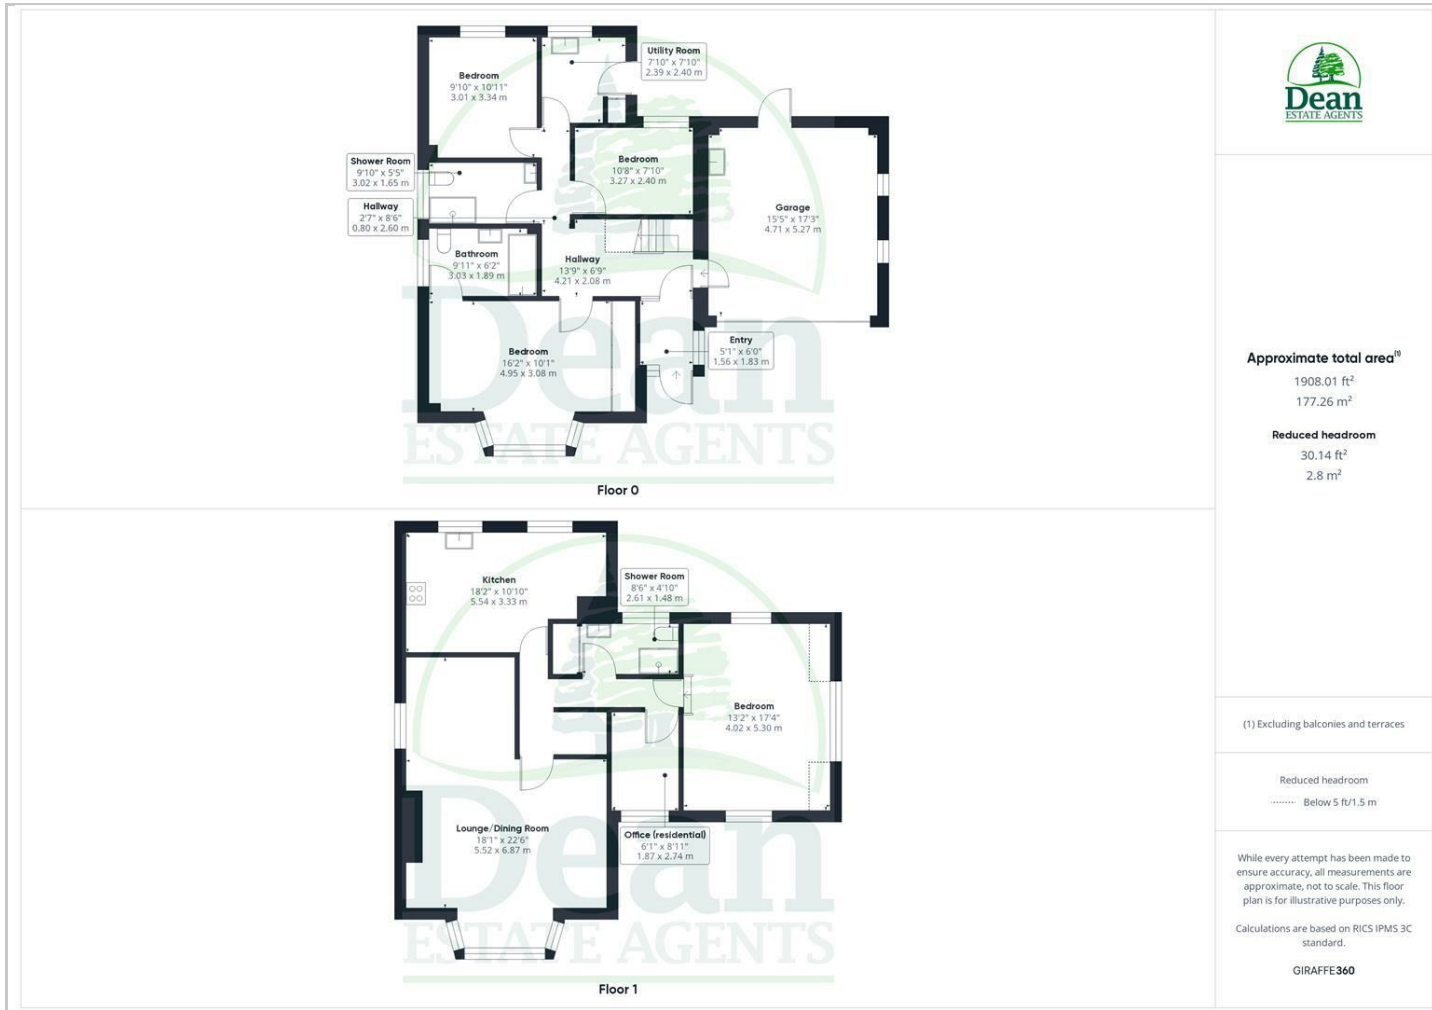 Utility Room
7'10" x 7'10"
2.39 x 2.40 m
Bedroom
9'10" x 10'11"
3.01 x 3.34 m
Shower Room
9'10" x 5'5"
3.02 x 1.65 m
Bedroom
10'8" x 7'10"
3.27 x 2.40 m
Hallway
2'7" x 8'6"
0.80 x 2.60 m
Garage
15'5" x 17'3"
4.71 x 5.27 m
Bathroom
9'11" x 6'2"
3.03 x 1.89 m
Hallway
13'9" x 6'9"
4.21 x 2.08 m
Entry
5'1" x 6'0"
1.56 x 1.83 m
Bedroom
16'2" x 10'1"
4.95 x 3.08 m
Dean
ESTATE AGENTS
Floor 0
Kitchen
18'2" x 10'10"
5.54 x 3.33 m
Shower Room
8'6" x 4'10"
2.61 x 1.48 m
Bedroom
13'2" x 17'4"
4.02 x 5.30 m
Lounge/Dining Room
18'1" x 22'6"
5.52 x 6.87 m
Office (residential)
6'1" x 8'11"
1.87 x 2.74 m
Dean
ESTATE AGENTS
Floor 1
Dean
ESTATE AGENTS
Approximate total area(1)
1908.01 ft²
177.26 m²
Reduced headroom
30.14 ft²
2.8 m²
(1) Excluding balconies and terraces
Reduced headroom
Below 5 ft/1.5 m
While every attempt has been made to
ensure accuracy, all measurements are
approximate, not to scale. This floor
plan is for illustrative purposes only.
Calculations are based on RICS IPMS 3C
standard.
GIRAFFE360